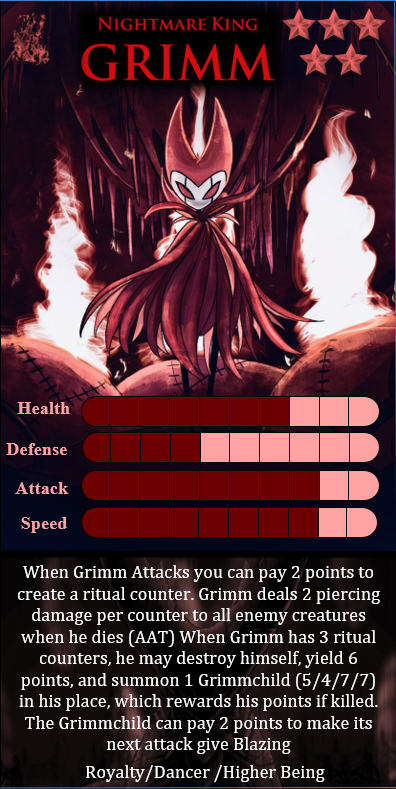 Nightmare King
GRIMM
Health
Defense
Attack
Speed
When Grimm Attacks you can pay 2 points to
create a ritual counter. Grimm deals 2 piercing
damage per counter to all enemy creatures
when he dies (AAT) When Grimm has 3 ritual
counters, he may destroy himself, yield 6
points, and summon 1 Grimmchild (5/4/7/7)
in his place, which rewards his points if killed.
The Grimmchild can pay 2 points to make its
next attack give Blazing
Royalty/Dancer /Higher Being